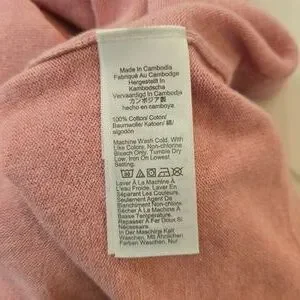 Made In Cambodia
Fabriqué Au Cambodge
Hergestellt In
Kambodscha
Vervaardigd In Cambodja
カンボジア製
hecho en camboya
100% Cotton/ Coton/
Baumwolle/ Katoen/ 綿/
algodón
Machine Wash Cold, With
Like Colors, Non-chlorine
Bleach Only, Tumble Dry
Low, Iron On Lowest
Setting.
Laver À La Machine À
L'eau Froide. Laver En
Séparant Les Couleurs.
Seulement Agent De
Blanchiment Non-chlore.
Sécher À La Machine À
Basse Température.
Repasser À Fer Doux Si
Nécessaire.
In Der Maschine Kalt
Waschen. Mit Ähnlichen
Farben Waschen. Nur